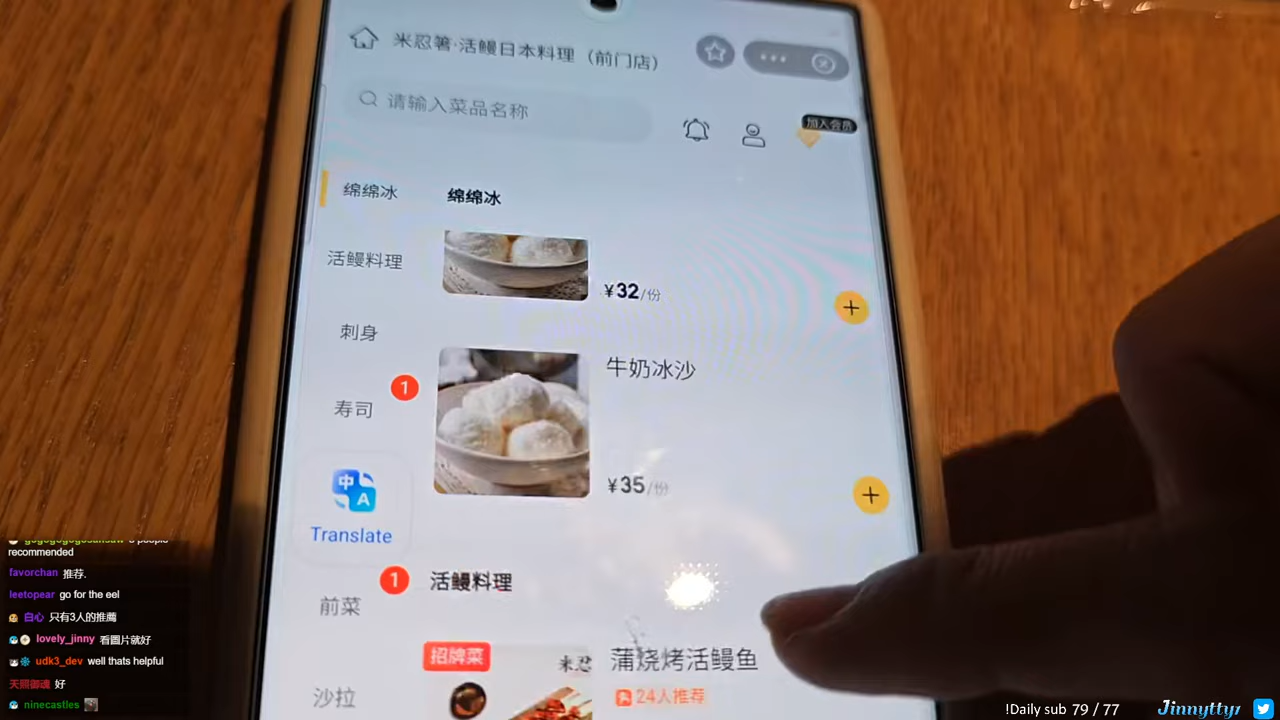 米忍箸·活鳗日本料理（前门店）
请输入菜品名称
加入会员
绵绵冰
绵绵冰
活鳗料理
¥32/份
刺身
牛奶冰沙
1
寿司
¥35/份
中A
Translate
1
活鳗料理
前菜
招牌菜
蒲烧烤活鳗鱼
24人推荐
沙拉
recommended
favorchan 推荐.
leetopear go for the eel
白心 只有3人的推薦
lovely_jinny 看圖片就好
udk3_dev well thats helpful
天照御魂 好
ninecastles
!Daily sub 79 / 77
Jinnytty